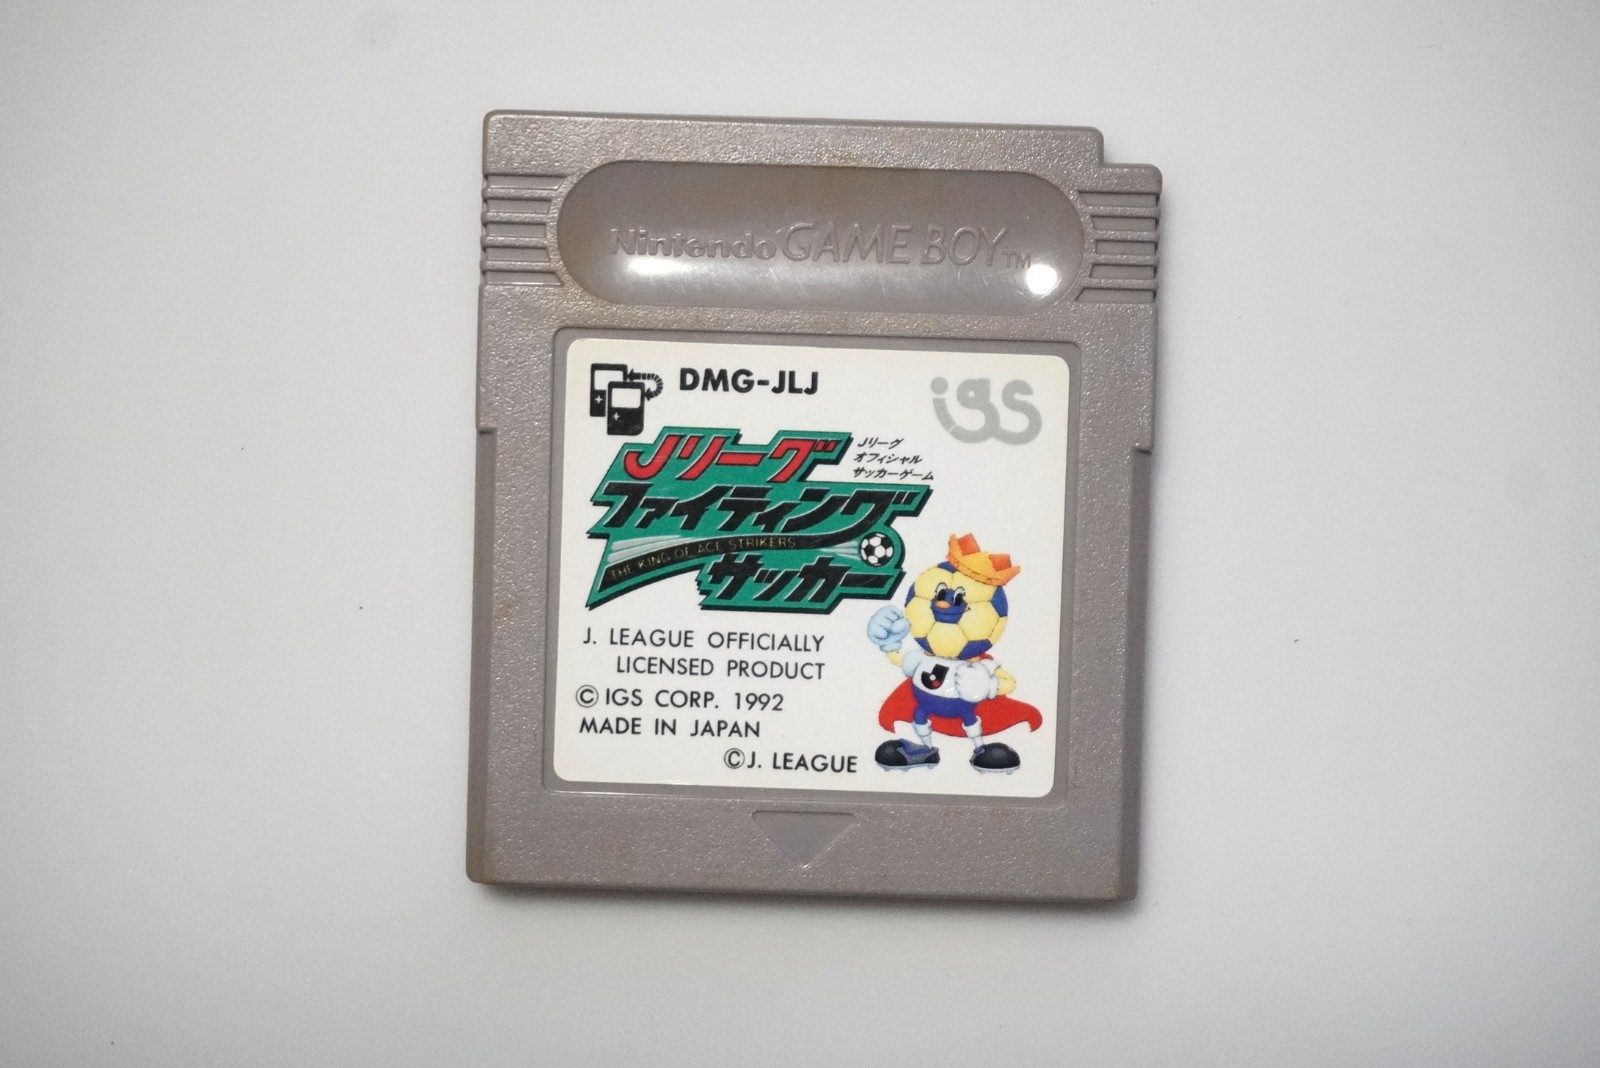 Nintendo GAME BOY TM
DMG-JLJ
igs
Jリーグ
オフィシャル
サッカーゲーム
Jリーグ
ファイティング
THE KING OF ACE STRIKERS
サッカー
J
J. LEAGUE OFFICIALLY
LICENSED PRODUCT
© IGS CORP. 1992
MADE IN JAPAN
© J. LEAGUE